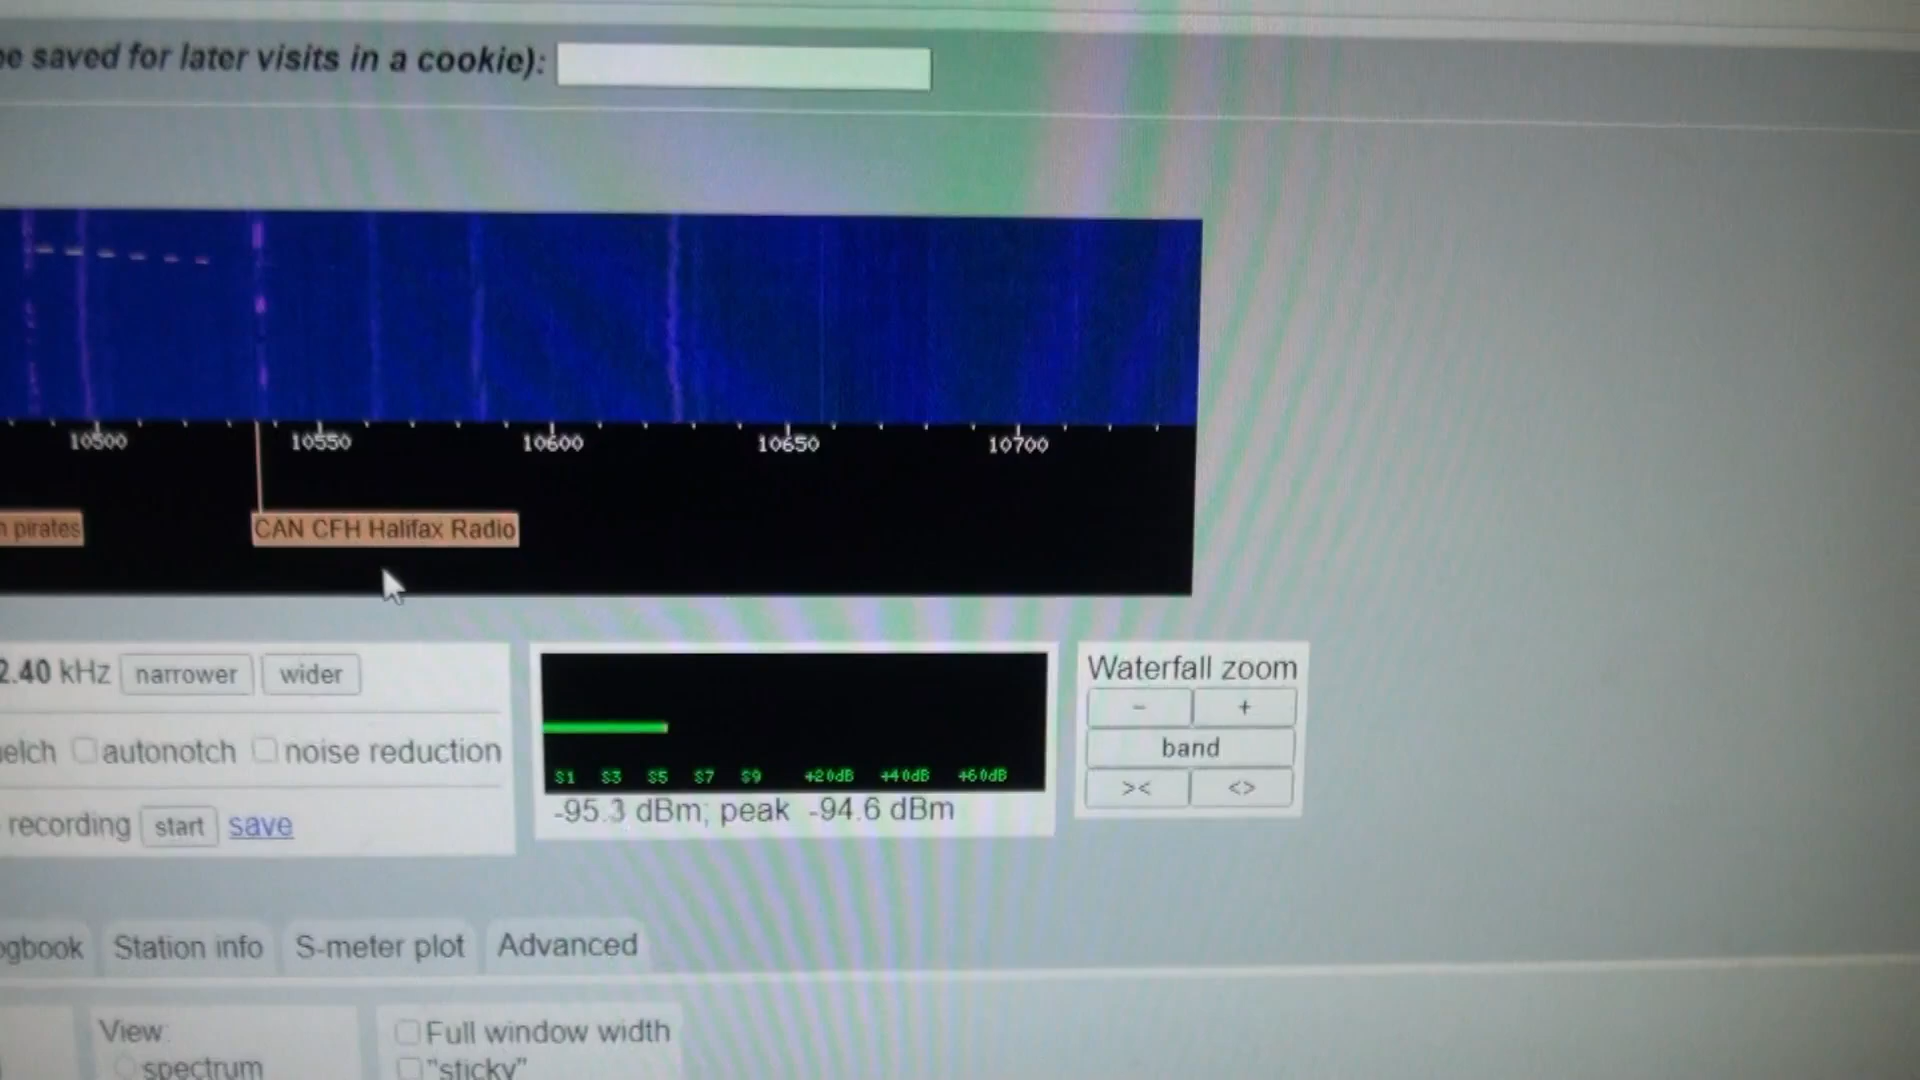 be saved for later visits in a cookie):
10500 10550 10600 10650 10700
pirates CAN CFH Halifax Radio
2.40 kHz narrower wider
autonotch noise reduction
recording start save
S1 S3 S5 S7 S9 +20dB +40dB +60dB
-95.3 dBm; peak -94.6 dBm
Waterfall zoom
- +
band
>< <>
ogbook Station info S-meter plot Advanced
View:
spectrum
Full window width
"sticky"